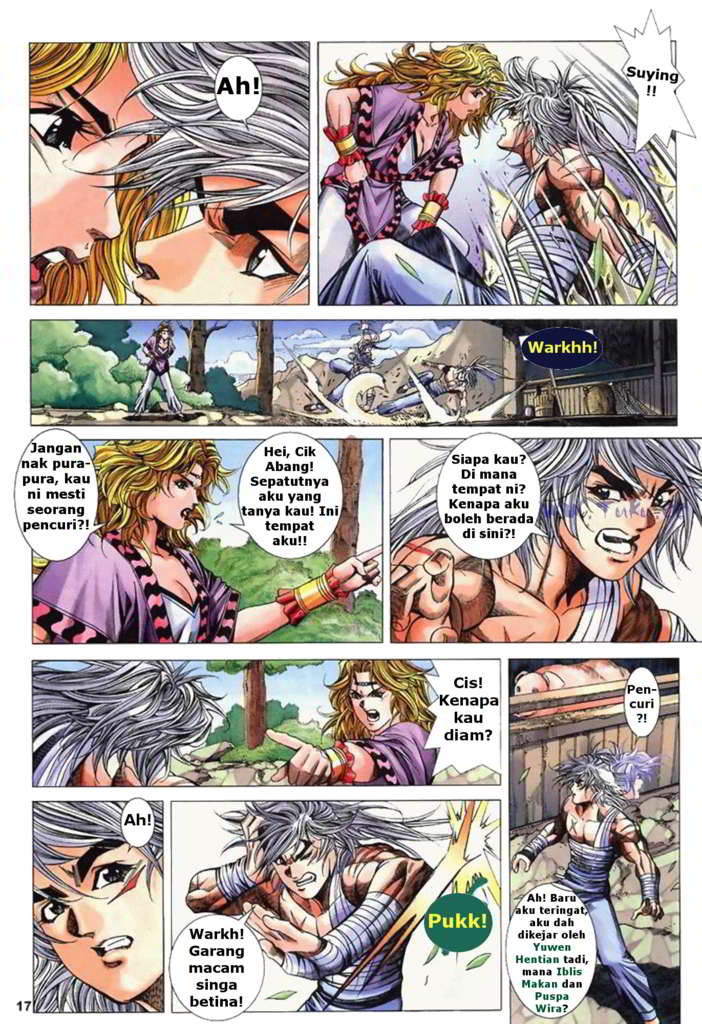 Ah!
Suying
!!
Warkhh!
Jangan
nak pura-
pura, kau
ni mesti
seorang
pencuri?!
Hei, Cik
Abang!
Sepatutnya
aku yang
tanya kau! Ini
tempat
aku!!
Siapa kau?
Di mana
tempat ni?
Kenapa aku
boleh berada
di sini?!
Cis!
Kenapa
kau
diam?
Pen-
curi
?!
Ah!
Warkh!
Garang
macam
singa
betina!
Pukk!
Ah! Baru
aku teringat,
aku dah
dikejar oleh
Yuwen
Hentian tadi,
mana Iblis
Makan dan
Puspa
Wira?
17